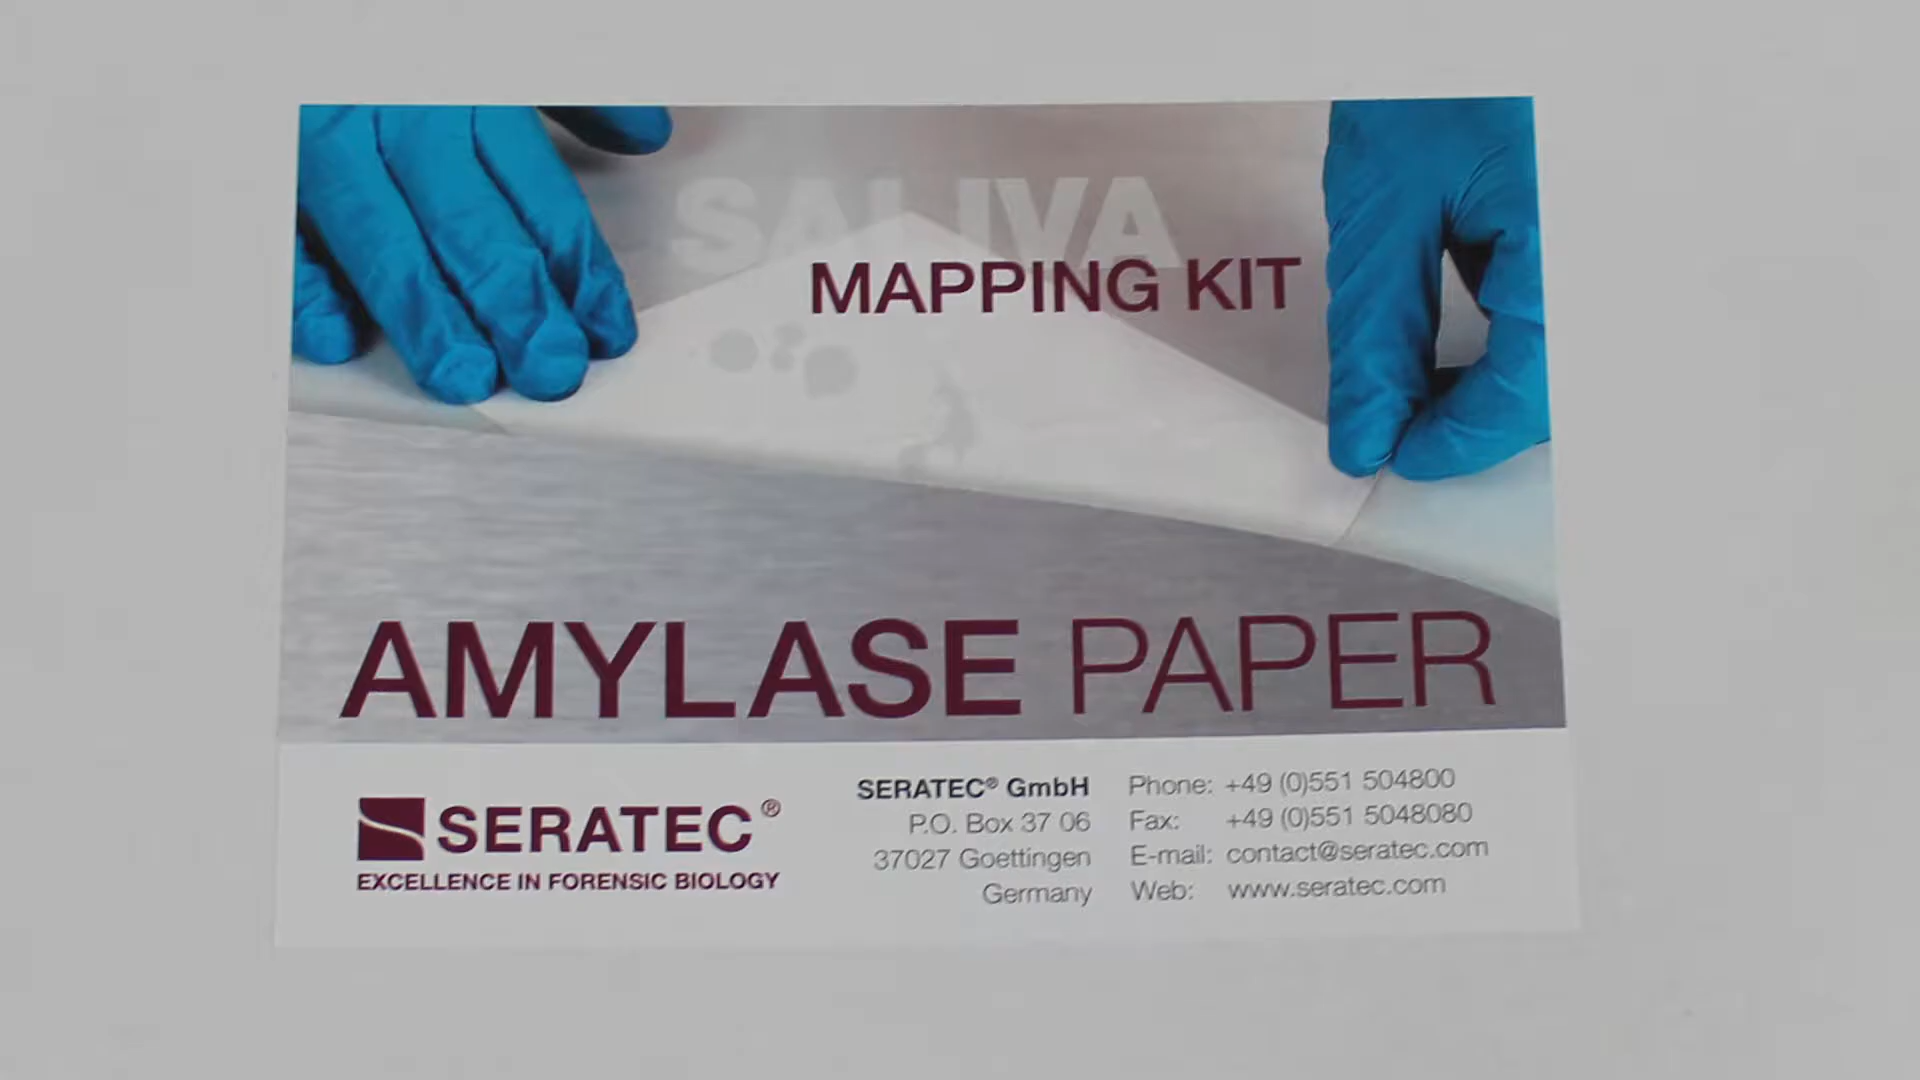 SALIVA
MAPPING KIT
AMYLASE PAPER
SERATEC®
EXCELLENCE IN FORENSIC BIOLOGY
SERATEC® GmbH
P.O. Box 37 06
37027 Goettingen
Germany
Phone: +49 (0)551 504800
Fax: +49 (0)551 5048080
E-mail: contact@seratec.com
Web: www.seratec.com